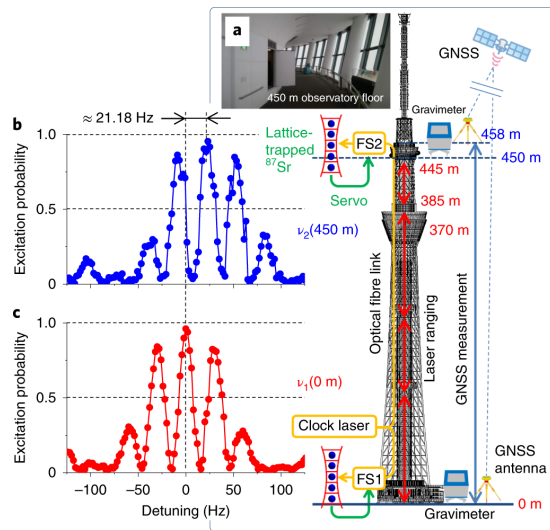 a
450 m observatory floor
GNSS
≈ 21.18 Hz
b
Excitation probability
1.0
0.5
0
Lattice-
trapped
⁸⁷Sr
FS2
Servo
ν₂(450 m)
Gravimeter
458 m
450 m
445 m
385 m
370 m
Optical fibre link
Laser ranging
GNSS measurement
c
Excitation probability
1.0
0.5
0
ν₁(0 m)
Clock laser
FS1
GNSS
antenna
0 m
Gravimeter
−100 −50 0 50 100
Detuning (Hz)